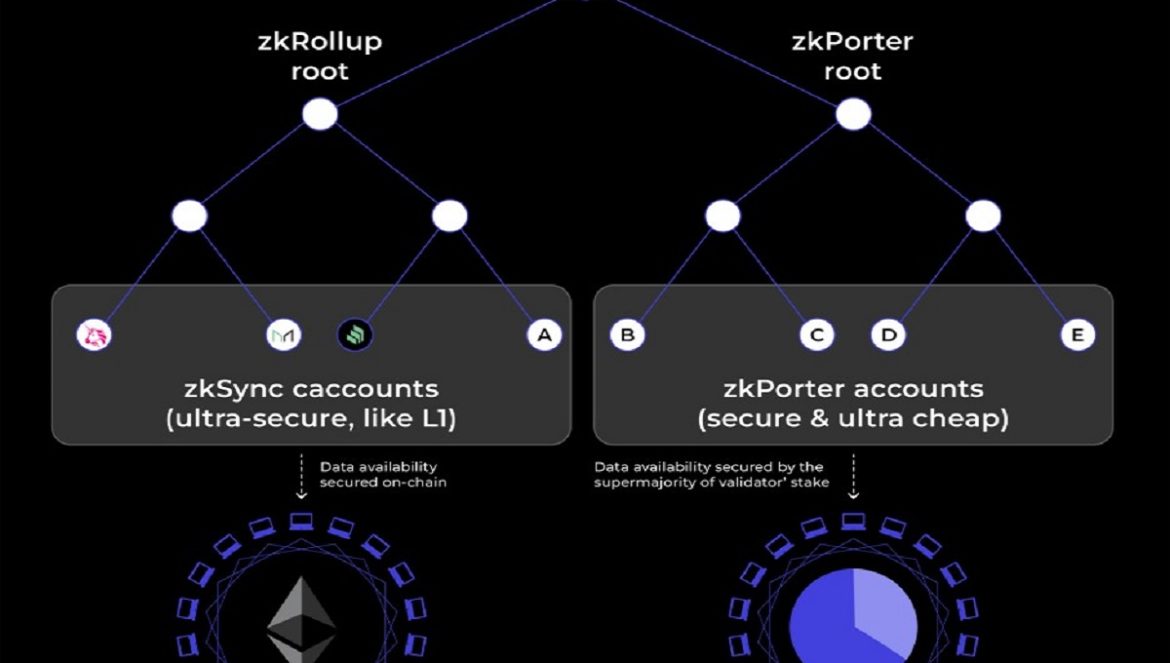 zkRollup
root
zkPorter
root
A
B
C
D
E
zkSync caccounts
(ultra-secure, like L1)
zkPorter accounts
(secure & ultra cheap)
Data availability
secured on-chain
Data availability secured by the
supermajority of validator' stake